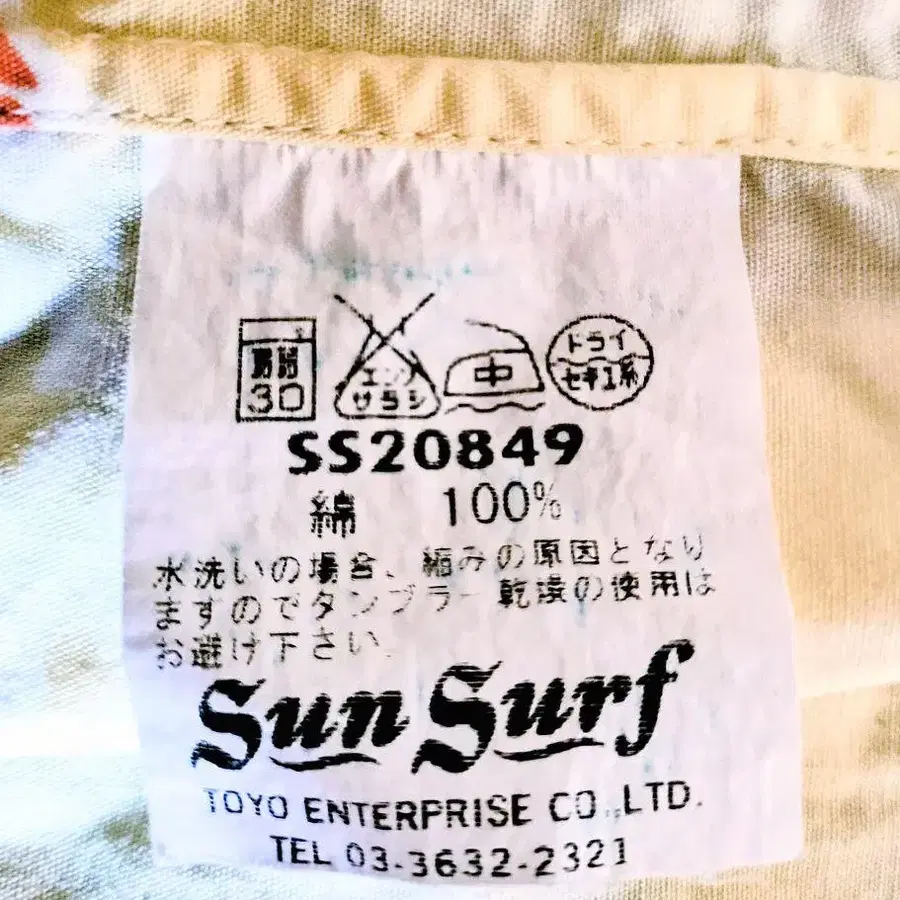 弱 30
エンソ サラシ
中
ドライ
セキユ系
SS20849
綿 100%
水洗いの場合、縮みの原因となり
ますのでタンブラー乾燥の使用は
お避け下さい.
Sun Surf
TOYO ENTERPRISE CO.,LTD.
TEL 03-3632-2321